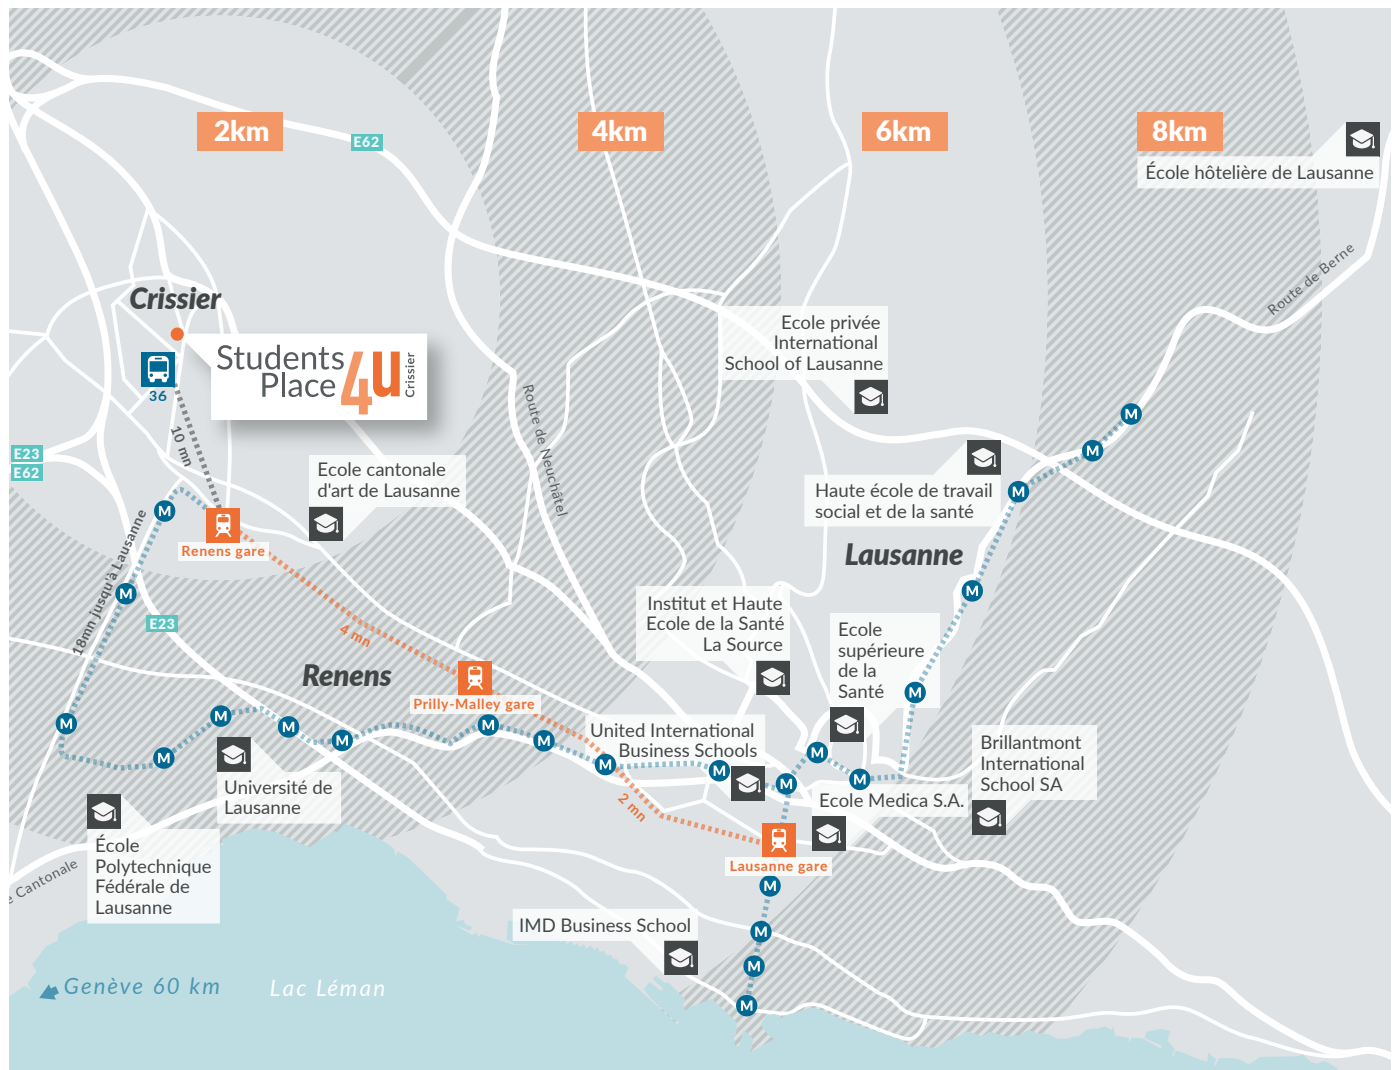 2km
4km
6km
8km
E62
École hôtelière de Lausanne
Route de Berne
Crissier
Students
Place
4u
Crissier
36
10 mn
Ecole privée
International
School of Lausanne
Route de Neuchâtel
E23
E62
Ecole cantonale
d'art de Lausanne
M
M
M
M
M
Haute école de travail
social et de la santé
Renens gare
18mn jusqu'à Lausanne
Lausanne
M
M
E23
4 mn
Institut et Haute
Ecole de la Santé
La Source
Ecole
supérieure
de la
Santé
Renens
Prilly-Malley gare
M
M
M
M
M
M
M
M
M
M
M
M
M
M
United International
Business Schools
Brillantmont
International
School SA
Université de
Lausanne
2 mn
Ecole Medica S.A.
École
Polytechnique
Fédérale de
Lausanne
e Cantonale
Lausanne gare
M
M
M
M
IMD Business School
Genève 60 km
Lac Léman